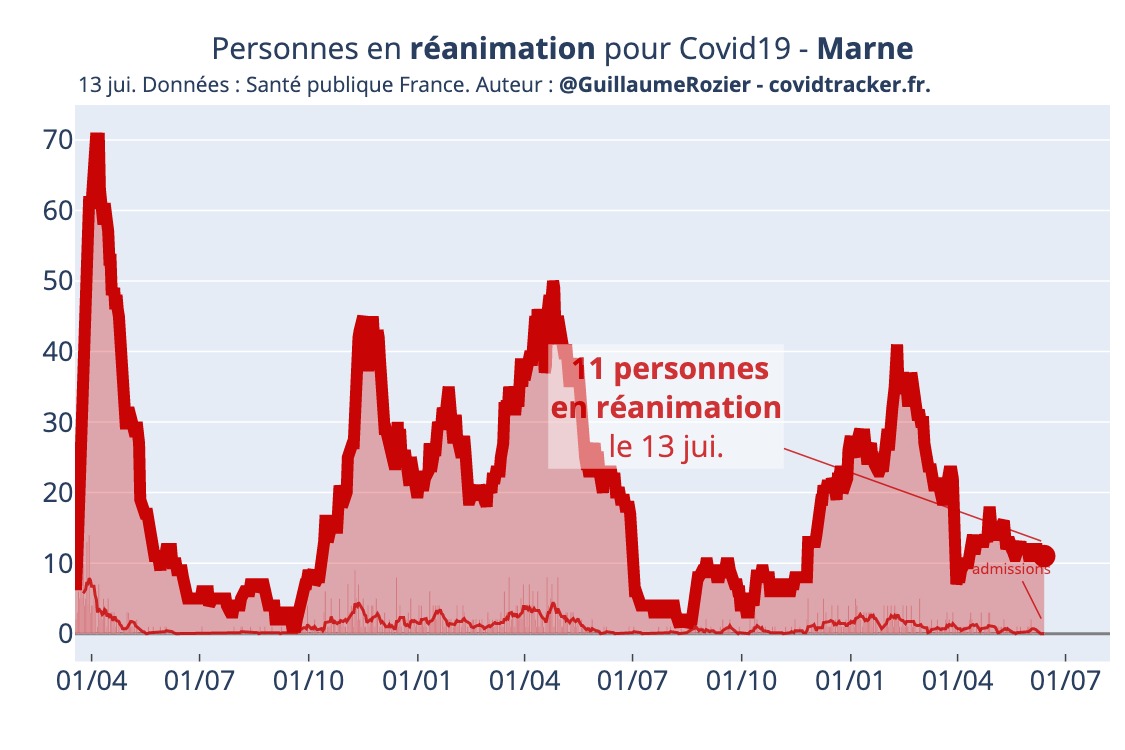 Personnes en réanimation pour Covid19 - Marne
13 jui. Données : Santé publique France. Auteur : @GuillaumeRozier - covidtracker.fr.
70
60
50
40
30
20
10
0
11 personnes
en réanimation
le 13 jui.
admissions
01/04 01/07 01/10 01/01 01/04 01/07 01/10 01/01 01/04 01/07